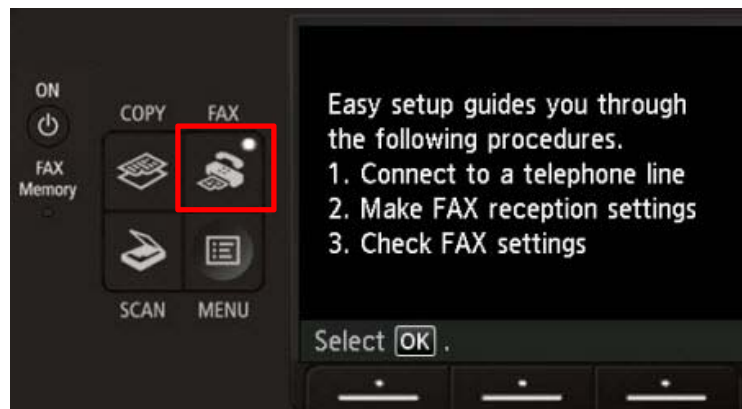 ON
COPY FAX
FAX
Memory
SCAN MENU
Easy setup guides you through
the following procedures.
1. Connect to a telephone line
2. Make FAX reception settings
3. Check FAX settings
Select OK .